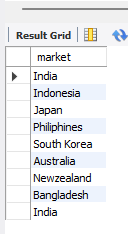 Result Grid
market
India
Indonesia
Japan
Philiphines
South Korea
Australia
Newzealand
Bangladesh
India